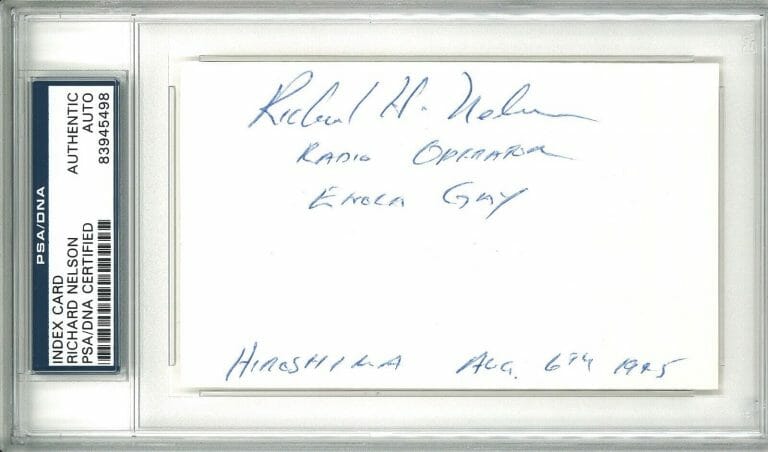 PSA/DNA
INDEX CARD
RICHARD NELSON
PSA/DNA CERTIFIED
AUTHENTIC
AUTO
83945498
Richard H. Nelson
RADIO OPERATOR
ENOLA GAY
HIROSHIMA AUG. 6TH 1945